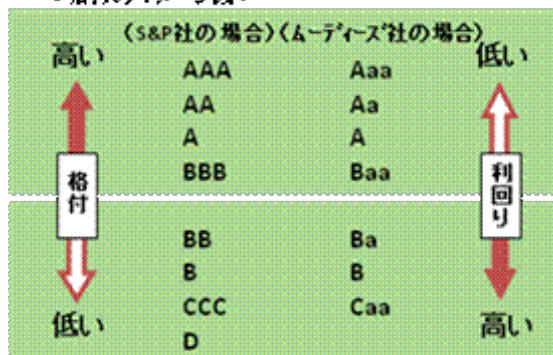 (S&P社の場合)(ムーディーズ社の場合)
高い 低い
AAA Aaa
AA Aa
A A
BBB Baa
格付 利回り
BB Ba
B B
CCC Caa
低い 高い
D